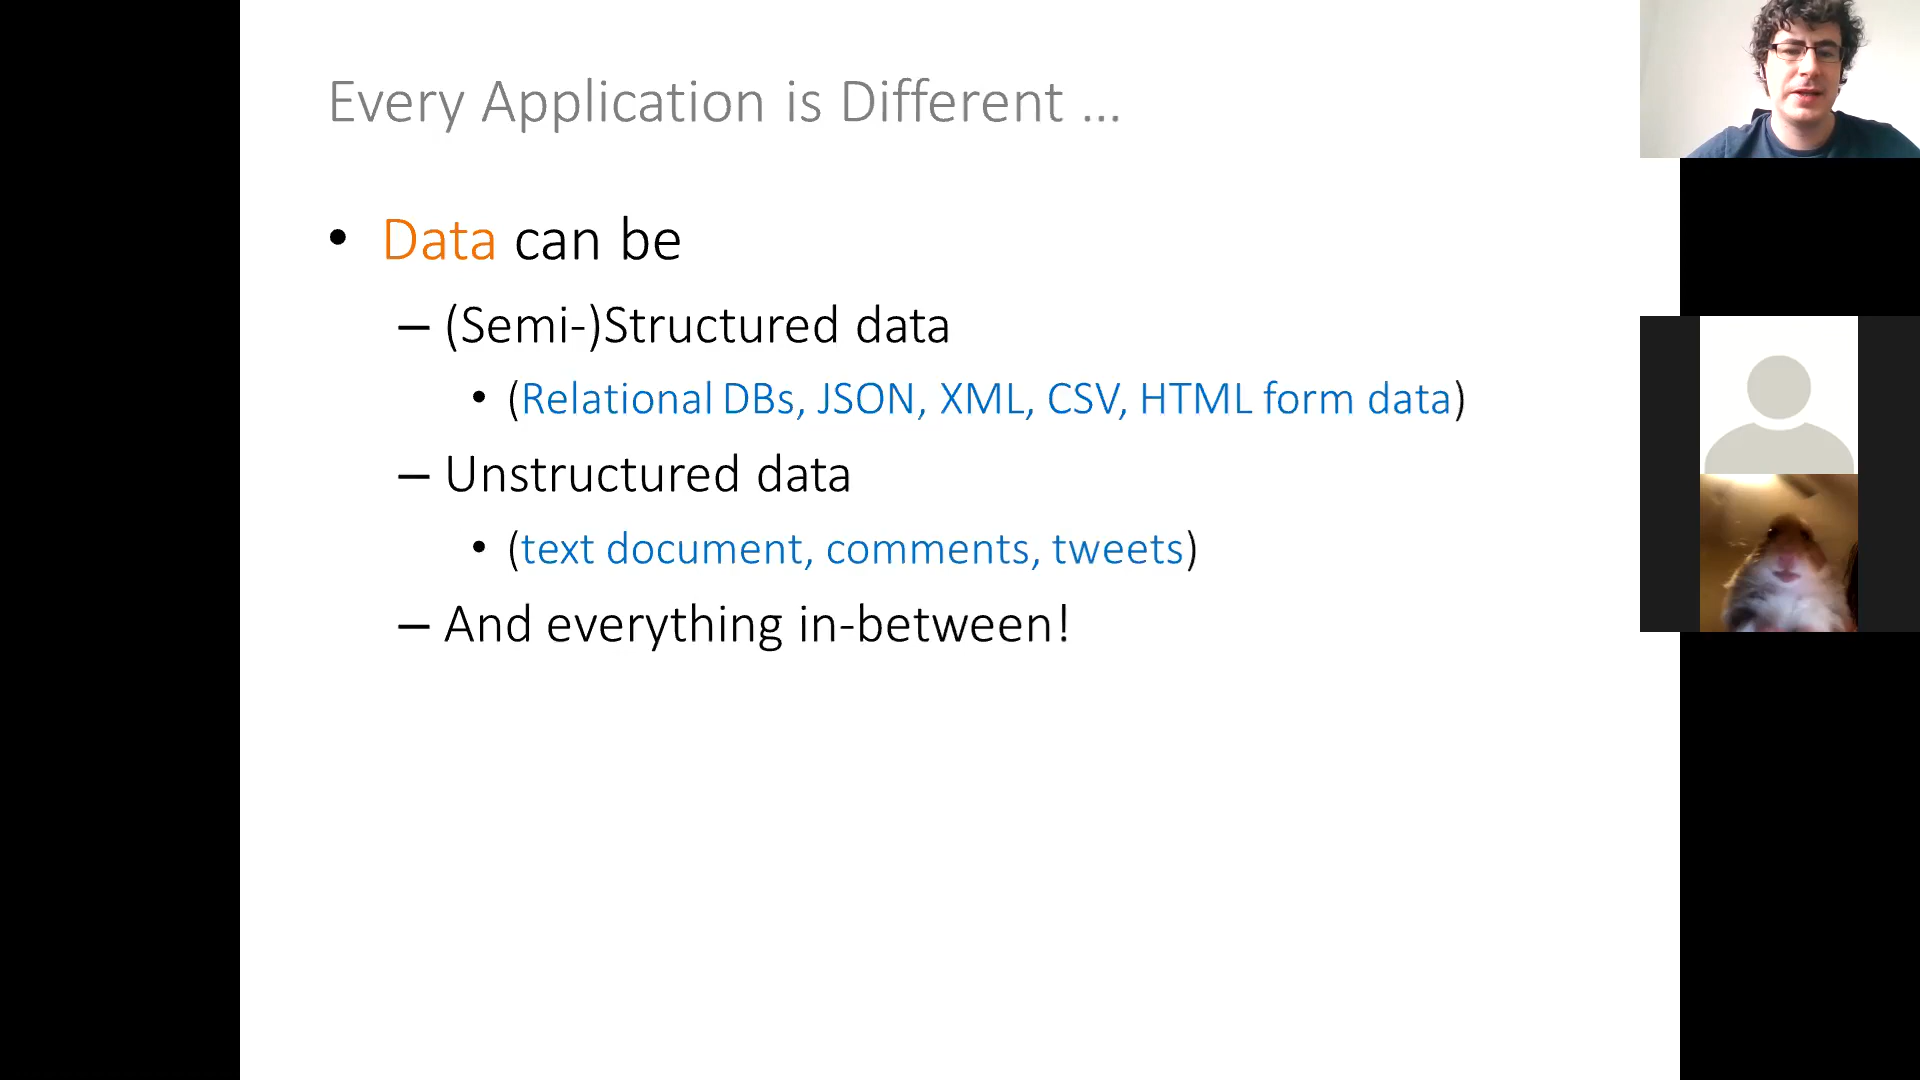 Every Application is Different ...
• Data can be
– (Semi-)Structured data
• (Relational DBs, JSON, XML, CSV, HTML form data)
– Unstructured data
• (text document, comments, tweets)
– And everything in-between!